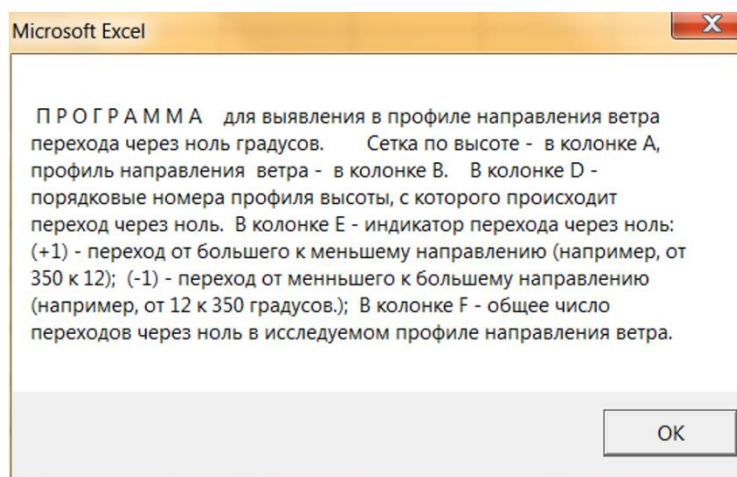 Microsoft Excel
X
П Р О Г Р А М М А для выявления в профиле направления ветра
перехода через ноль градусов. Сетка по высоте - в колонке А,
профиль направления ветра - в колонке В. В колонке D -
порядковые номера профиля высоты, с которого происходит
переход через ноль. В колонке Е - индикатор перехода через ноль:
(+1) - переход от большего к меньшему направлению (например, от
350 к 12); (-1) - переход от менньшего к большему направлению
(например, от 12 к 350 градусов.); В колонке F - общее число
переходов через ноль в исследуемом профиле направления ветра.
OK